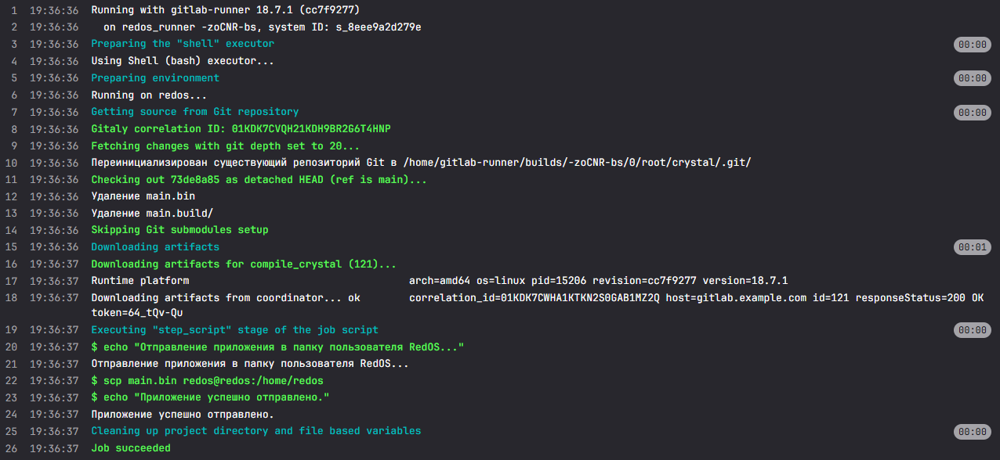 1 19:36:36 Running with gitlab-runner 18.7.1 (cc7f9277)
2 19:36:36 on redos_runner -zoCNR-bs, system ID: s_8eee9a2d279e
3 19:36:36 Preparing the "shell" executor 00:00
4 19:36:36 Using Shell (bash) executor...
5 19:36:36 Preparing environment 00:00
6 19:36:36 Running on redos...
7 19:36:36 Getting source from Git repository 00:00
8 19:36:36 Gitaly correlation ID: 01KDK7CVQH21KDH9BR2G6T4HNP
9 19:36:36 Fetching changes with git depth set to 20...
10 19:36:36 Переинициализирован существующий репозиторий Git в /home/gitlab-runner/builds/-zoCNR-bs/0/root/crystal/.git/
11 19:36:36 Checking out 73de8a85 as detached HEAD (ref is main)...
12 19:36:36 Удаление main.bin
13 19:36:36 Удаление main.build/
14 19:36:36 Skipping Git submodules setup
15 19:36:36 Downloading artifacts 00:01
16 19:36:37 Downloading artifacts for compile_crystal (121)...
17 19:36:37 Runtime platform arch=amd64 os=linux pid=15206 revision=cc7f9277 version=18.7.1
18 19:36:37 Downloading artifacts from coordinator... ok correlation_id=01KDK7CWHA1KTKN2S0GAB1MZ2Q host=gitlab.example.com id=121 responseStatus=200 OK
token=64_tQv-Qu
19 19:36:37 Executing "step_script" stage of the job script 00:00
20 19:36:37 $ echo "Отправление приложения в папку пользователя RedOS..."
21 19:36:37 Отправление приложения в папку пользователя RedOS...
22 19:36:37 $ scp main.bin redos@redos:/home/redos
23 19:36:37 $ echo "Приложение успешно отправлено."
24 19:36:37 Приложение успешно отправлено.
25 19:36:37 Cleaning up project directory and file based variables 00:00
26 19:36:37 Job succeeded